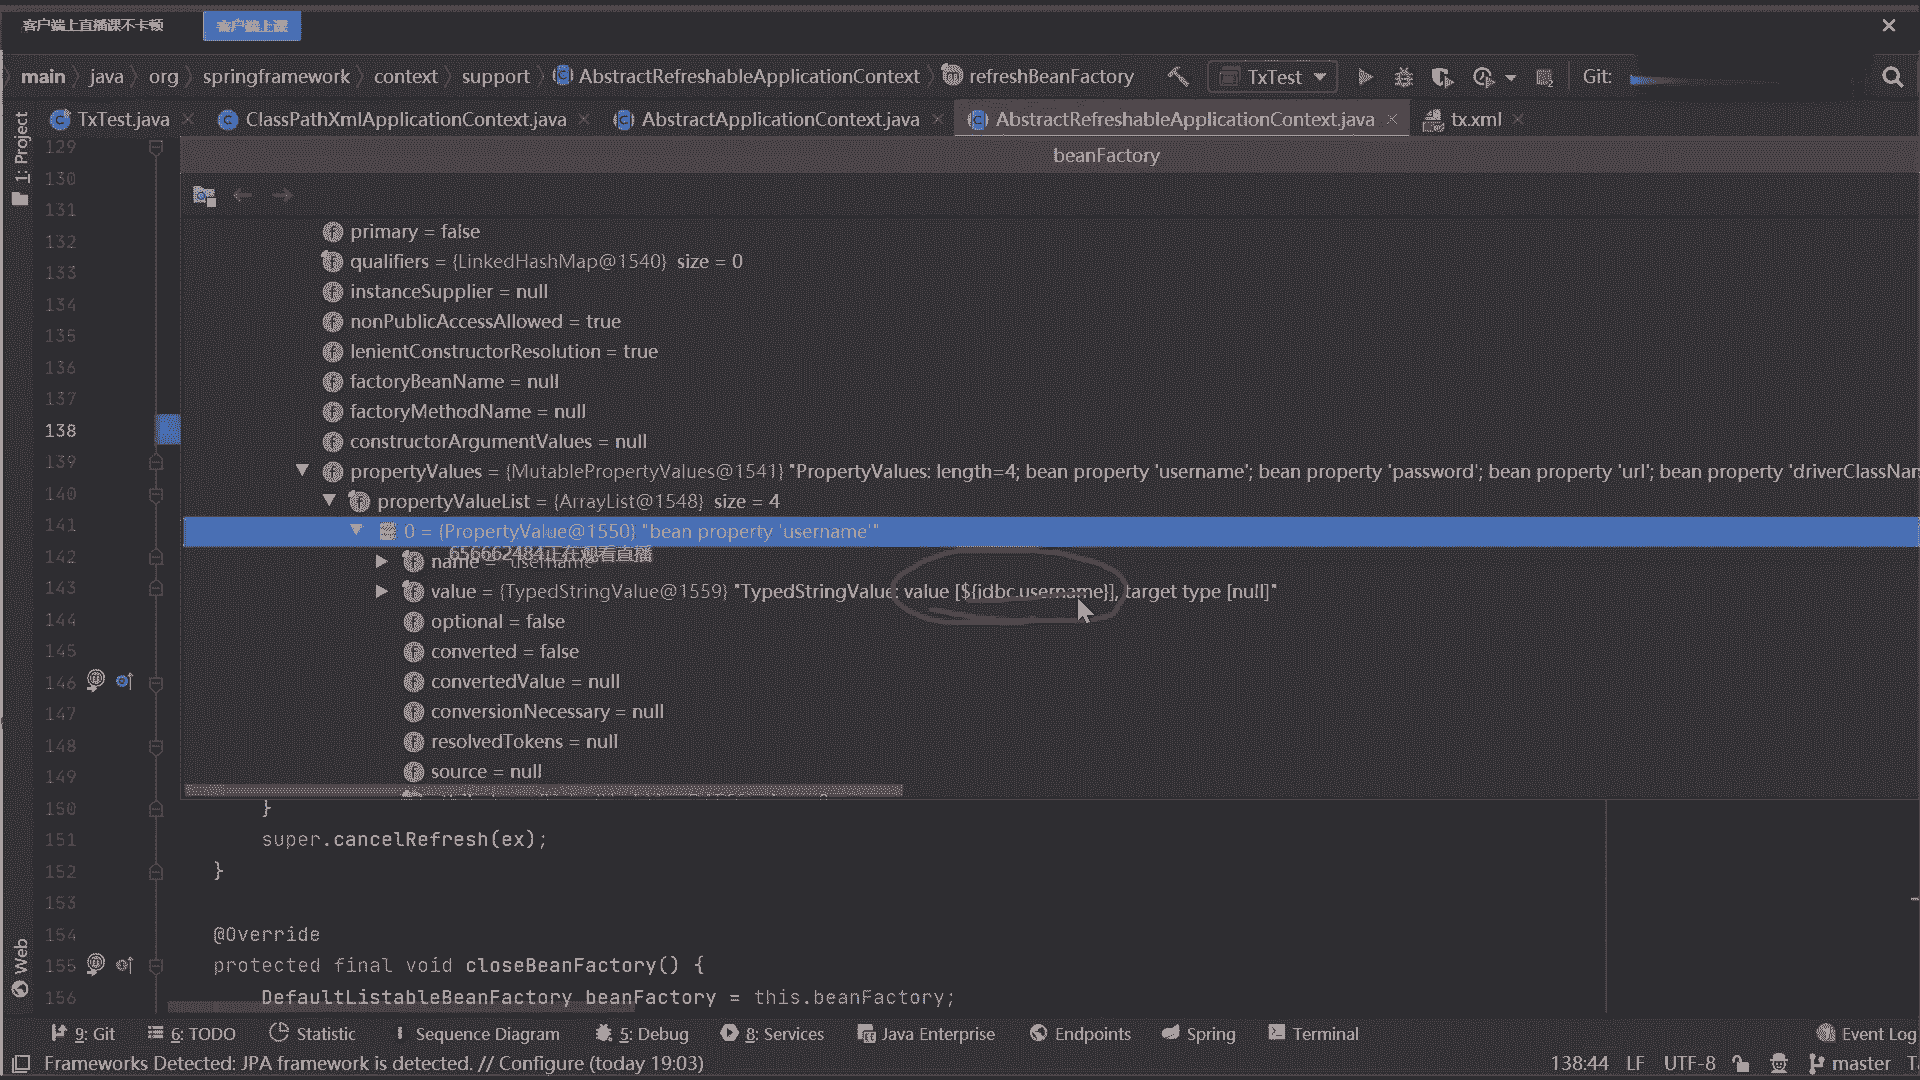 客户端上直播课不卡顿 客户端上课
main java org springframework context support AbstractRefreshableApplicationContext refreshBeanFactory TxTest Git:
TxTest.java ClassPathXmlApplicationContext.java AbstractApplicationContext.java AbstractRefreshableApplicationContext.java tx.xml
1: Project
129
beanFactory
130
131
132
133
134
135
136
137
138
139
140
141
142
143
144
145
146
147
148
149
primary = false
qualifiers = {LinkedHashMap@1540} size = 0
instanceSupplier = null
nonPublicAccessAllowed = true
lenientConstructorResolution = true
factoryBeanName = null
factoryMethodName = null
constructorArgumentValues = null
propertyValues = {MutablePropertyValues@1541} "PropertyValues: length=4; bean property 'username'; bean property 'password'; bean property 'url'; bean property 'driverClassNam
propertyValueList = {ArrayList@1548} size = 4
0 = {PropertyValue@1550} "bean property 'username'"
656662484正在观看直播
name = "username"
value = {TypedStringValue@1559} "TypedStringValue: value [${jdbc.username}], target type [null]"
optional = false
converted = false
convertedValue = null
conversionNecessary = null
resolvedTokens = null
source = null
150 }
151 super.cancelRefresh(ex);
152 }
153
154 @Override
155 protected final void closeBeanFactory() {
156 DefaultListableBeanFactory beanFactory = this.beanFactory;
Web
9: Git 6: TODO Statistic Sequence Diagram 5: Debug 8: Services Java Enterprise Endpoints Spring Terminal Event Log
Frameworks Detected: JPA framework is detected. // Configure (today 19:03) 138:44 LF UTF-8 master